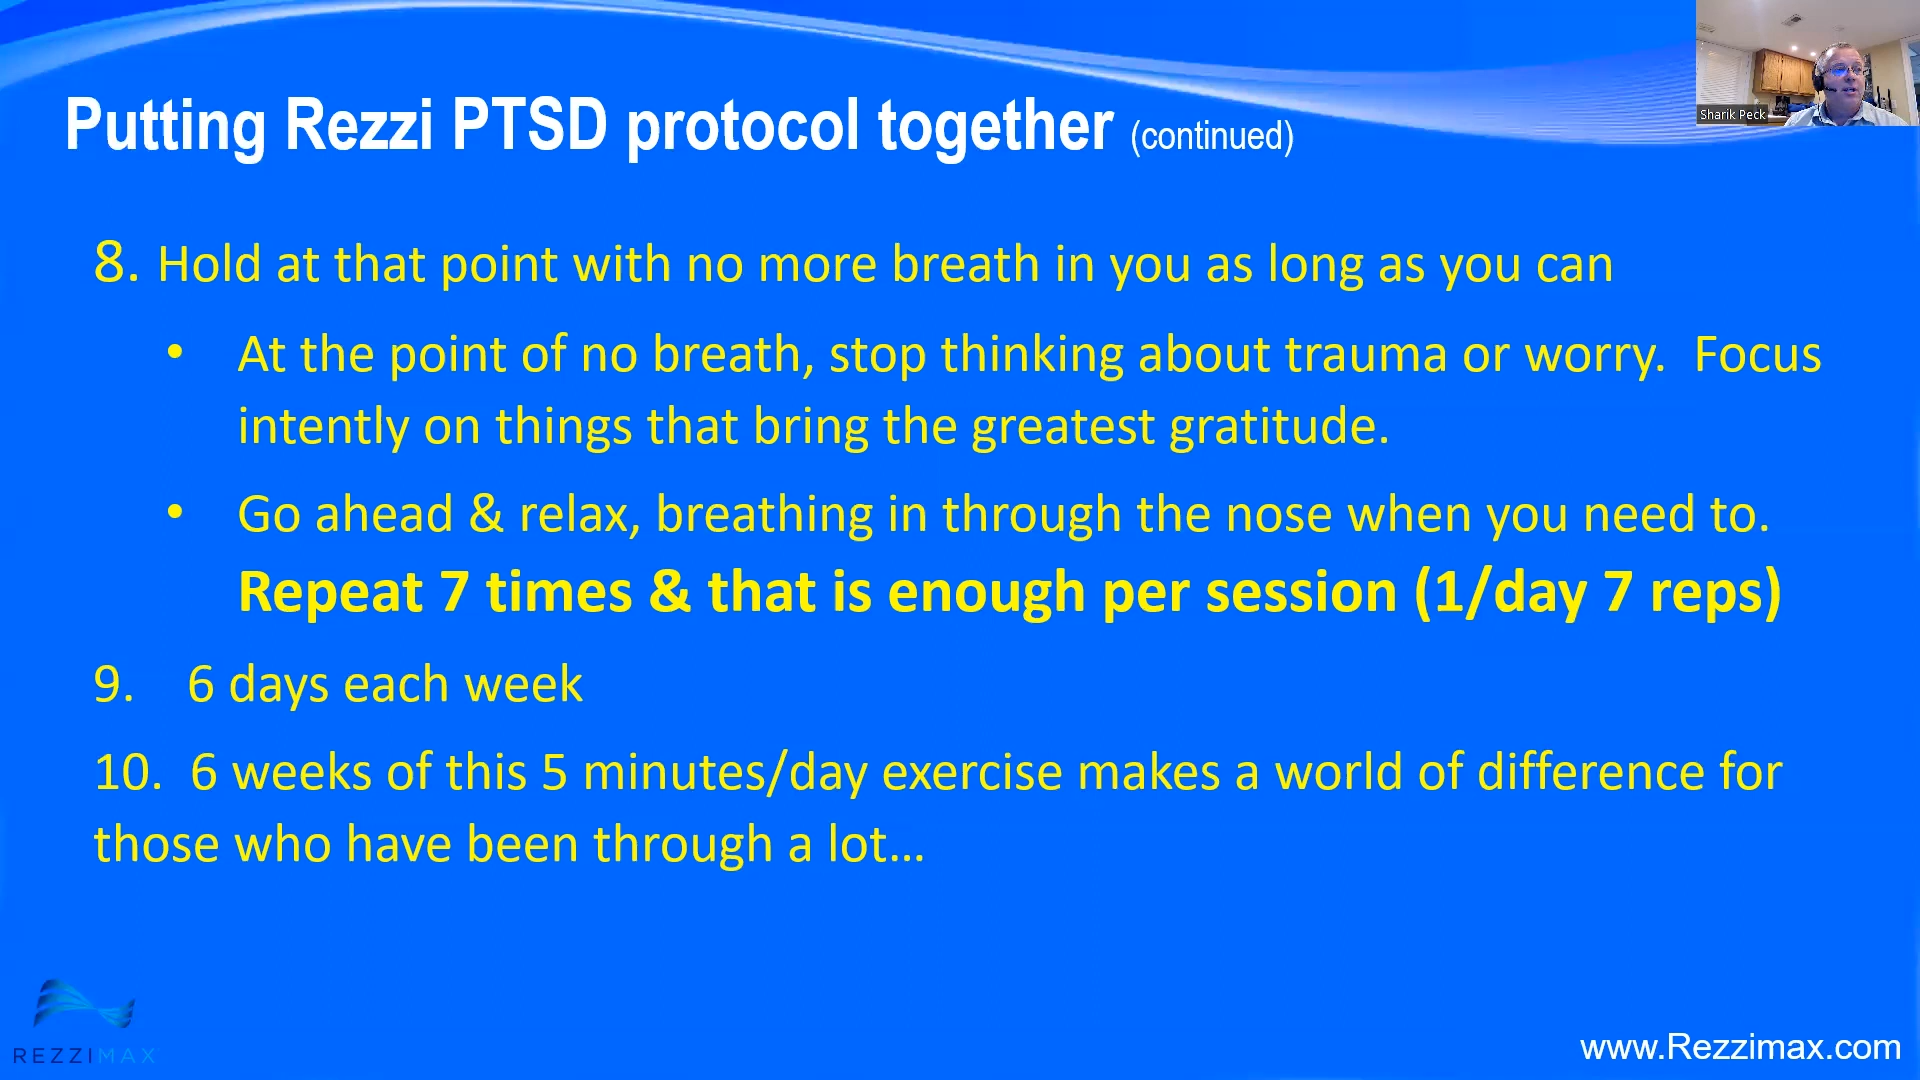 Sharik Peck
Putting Rezzi PTSD protocol together (continued)
8. Hold at that point with no more breath in you as long as you can
• At the point of no breath, stop thinking about trauma or worry. Focus
intently on things that bring the greatest gratitude.
• Go ahead & relax, breathing in through the nose when you need to.
Repeat 7 times & that is enough per session (1/day 7 reps)
9. 6 days each week
10. 6 weeks of this 5 minutes/day exercise makes a world of difference for
those who have been through a lot...
REZZIMAX
www.Rezzimax.com